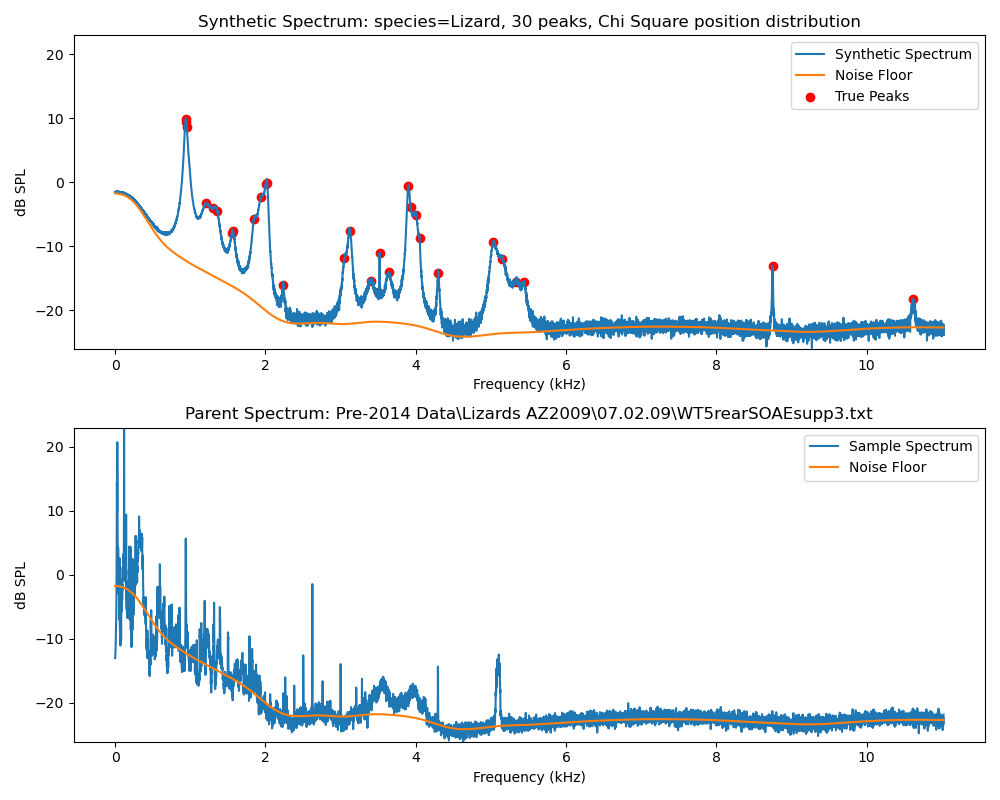 Synthetic Spectrum: species=Lizard, 30 peaks, Chi Square position distribution
20
10
0
−10
−20
dB SPL
Synthetic Spectrum
Noise Floor
True Peaks
0 2 4 6 8 10
Frequency (kHz)
Parent Spectrum: Pre-2014 Data\Lizards AZ2009\07.02.09\WT5rearSOAEsupp3.txt
20
10
0
−10
−20
dB SPL
Sample Spectrum
Noise Floor
0 2 4 6 8 10
Frequency (kHz)